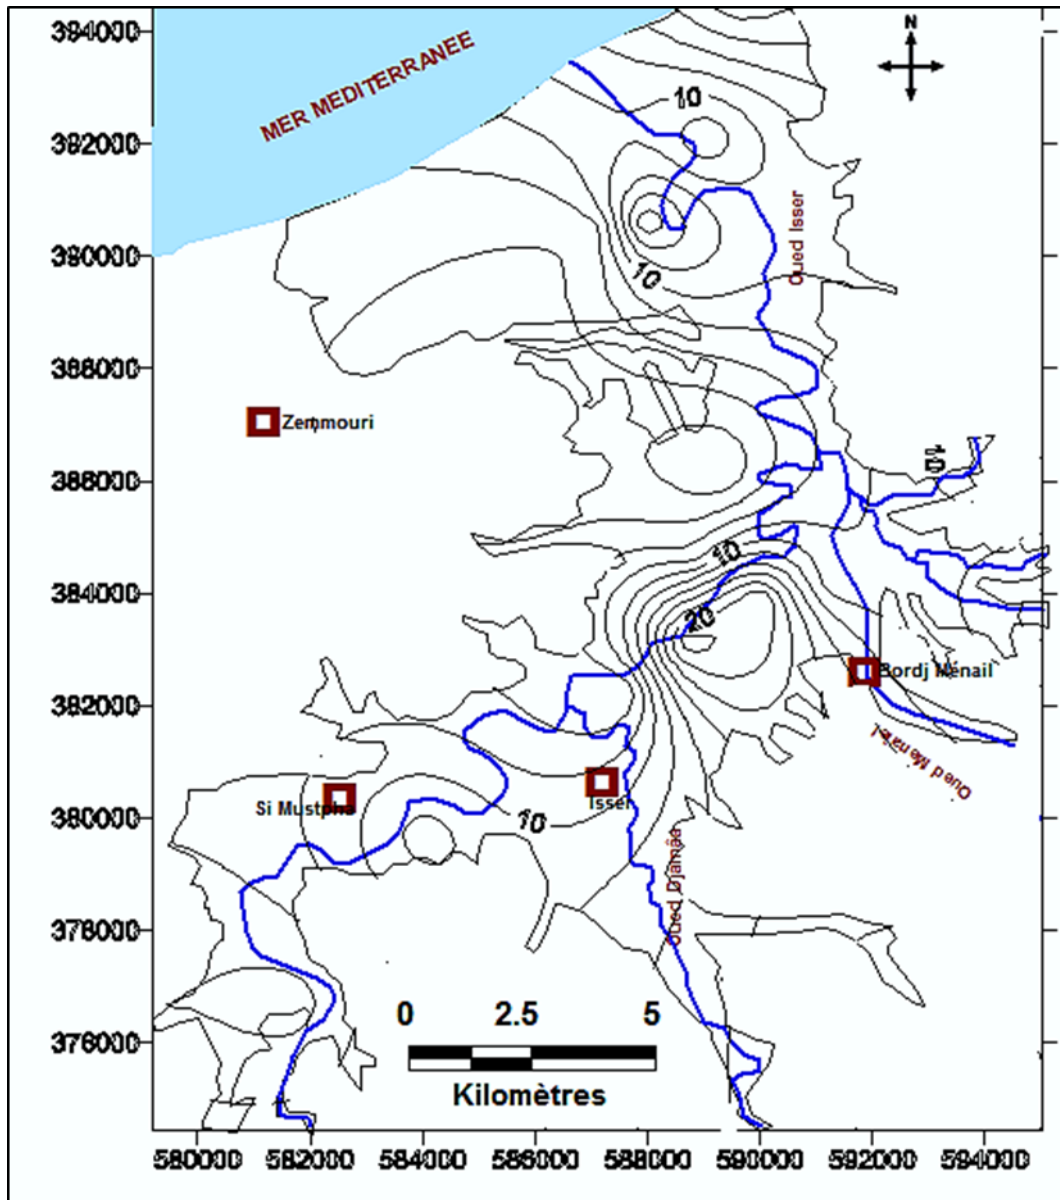 394000
N
MER MEDITERRANEE
10
392000
Oued Isser
390000
10
388000
Zemmouri
10
386000
10
384000
20
Bordj Ménail
382000
Oued
Si Mustpha
Isser
380000
10
Oued Djamâa
378000
0 2.5 5
376000
Kilomètres
580000 582000 584000 586000 588000 590000 592000 594000